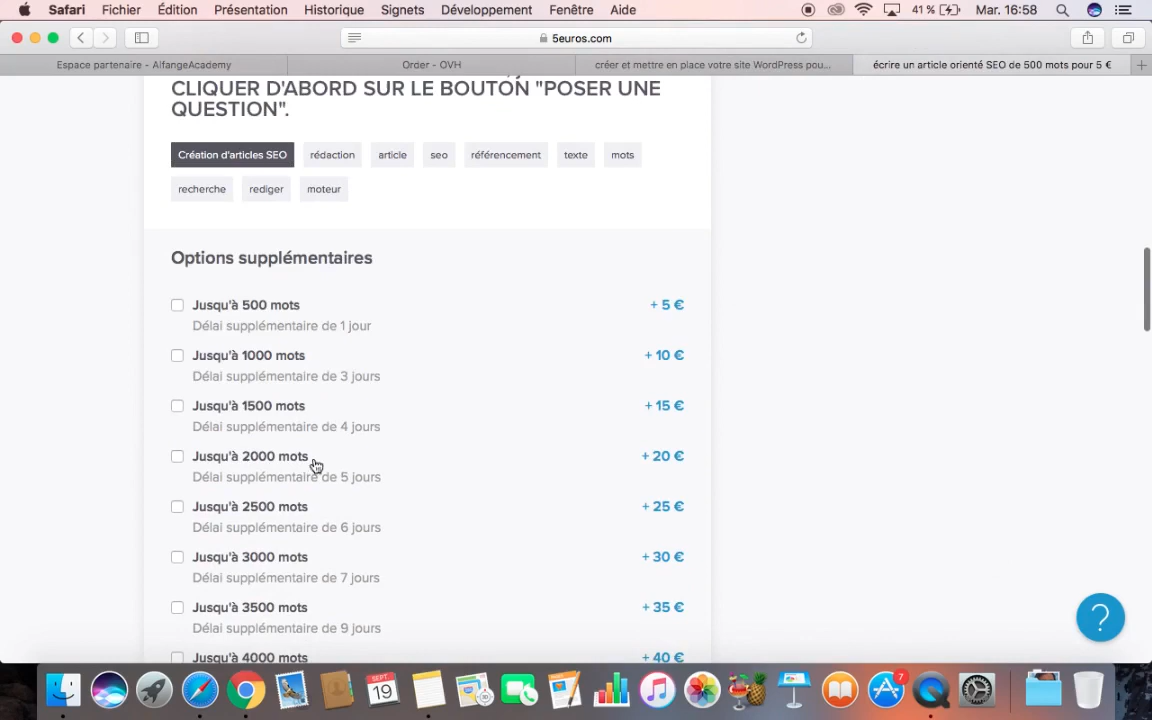 Safari Fichier Édition Présentation Historique Signets Développement Fenêtre Aide 41 % Mar. 16:58
5euros.com
Espace partenaire - AlfangeAcademy Order - OVH créer et mettre en place votre site WordPress pou... écrire un article orienté SEO de 500 mots pour 5 €
CLIQUER D'ABORD SUR LE BOUTON "POSER UNE
QUESTION".
Création d'articles SEO rédaction article seo référencement texte mots
recherche rediger moteur
Options supplémentaires
Jusqu'à 500 mots + 5 €
Délai supplémentaire de 1 jour
Jusqu'à 1000 mots + 10 €
Délai supplémentaire de 3 jours
Jusqu'à 1500 mots + 15 €
Délai supplémentaire de 4 jours
Jusqu'à 2000 mots + 20 €
Délai supplémentaire de 5 jours
Jusqu'à 2500 mots + 25 €
Délai supplémentaire de 6 jours
Jusqu'à 3000 mots + 30 €
Délai supplémentaire de 7 jours
Jusqu'à 3500 mots + 35 €
Délai supplémentaire de 9 jours
Jusqu'à 4000 mots + 40 €
?
SEPT.
19
7